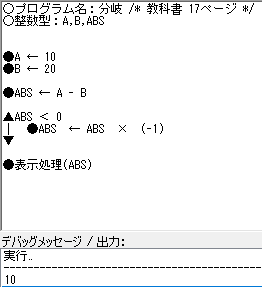 ○プログラム名:分岐 /* 教科書 17ページ */
○整数型:A,B,ABS
●A ← 10
●B ← 20
●ABS ← A - B
▲ABS < 0
| ●ABS ← ABS × (-1)
▼
●表示処理(ABS)
デバッグメッセージ / 出力:
実行..
----------------------------------------
10